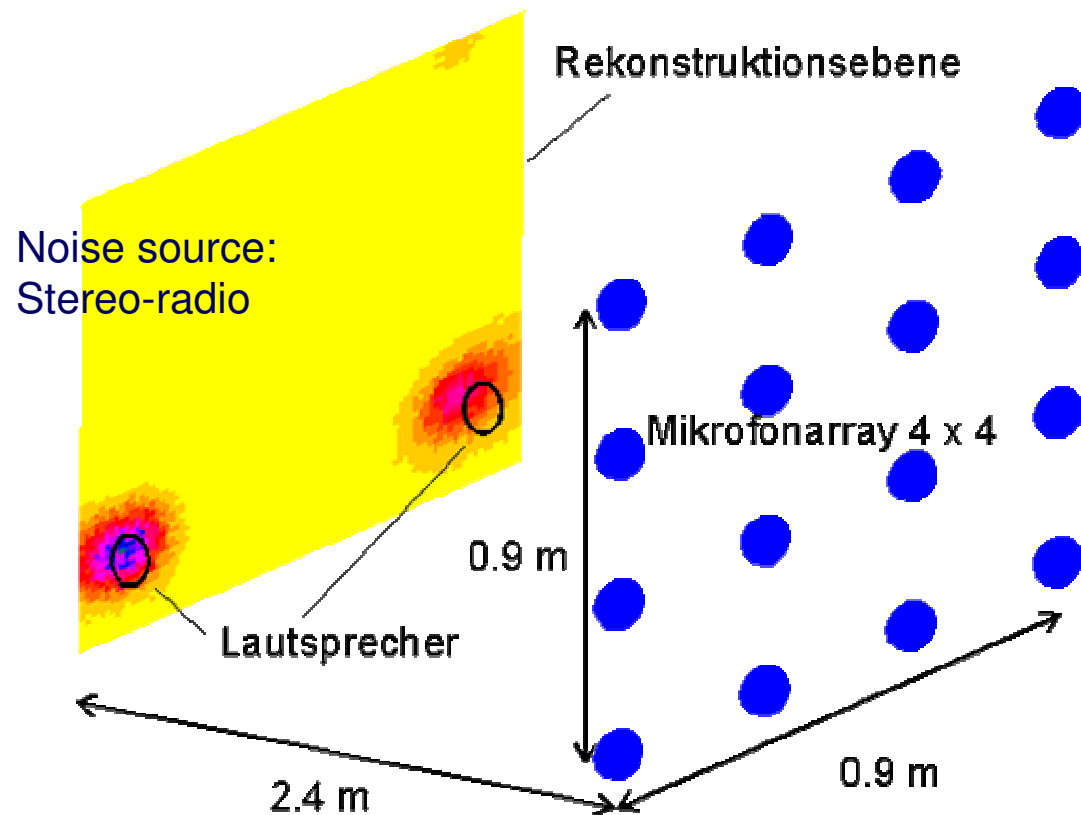 Rekonstruktionsebene
Noise source:
Stereo-radio
Mikrofonarray 4 x 4
0.9 m
Lautsprecher
0.9 m
2.4 m